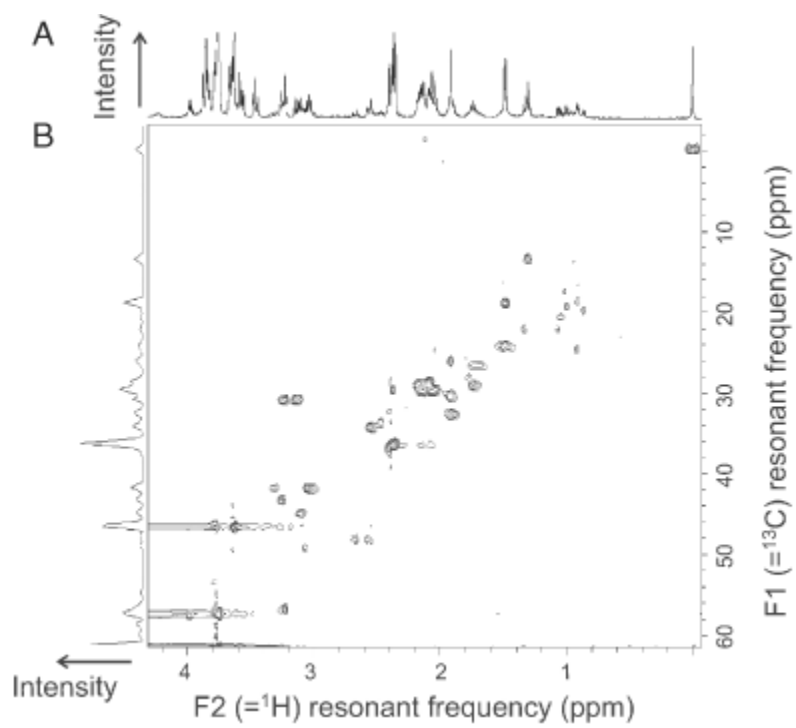 A
Intensity
B
10
20
30
40
50
60
F1 (=¹³C) resonant frequency (ppm)
4
3
2
1
Intensity
F2 (=¹H) resonant frequency (ppm)